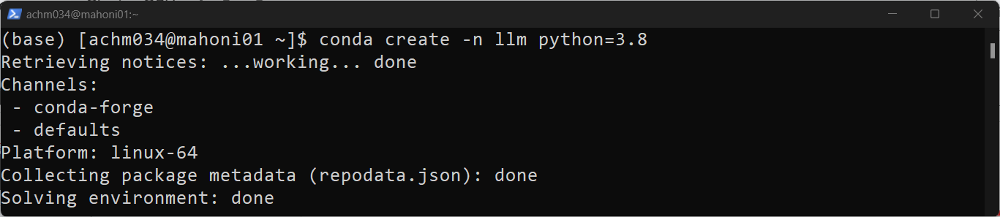 achm034@mahoni01:~
(base) [achm034@mahoni01 ~]$ conda create -n llm python=3.8
Retrieving notices: ...working... done
Channels:
 - conda-forge
 - defaults
Platform: linux-64
Collecting package metadata (repodata.json): done
Solving environment: done